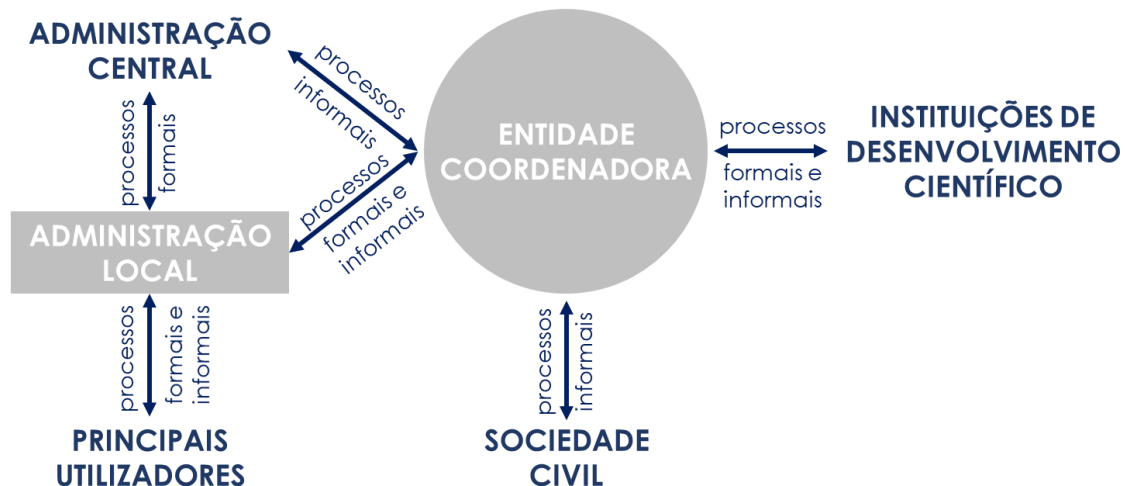 ADMINISTRAÇÃO
CENTRAL
processos
informais
processos
formais
ENTIDADE
COORDENADORA
processos
formais e
informais
INSTITUIÇÕES DE
DESENVOLVIMENTO
CIENTÍFICO
processos
formais e
informais
ADMINISTRAÇÃO
LOCAL
processos
formais e
informais
processos
informais
PRINCIPAIS
UTILIZADORES
SOCIEDADE
CIVIL